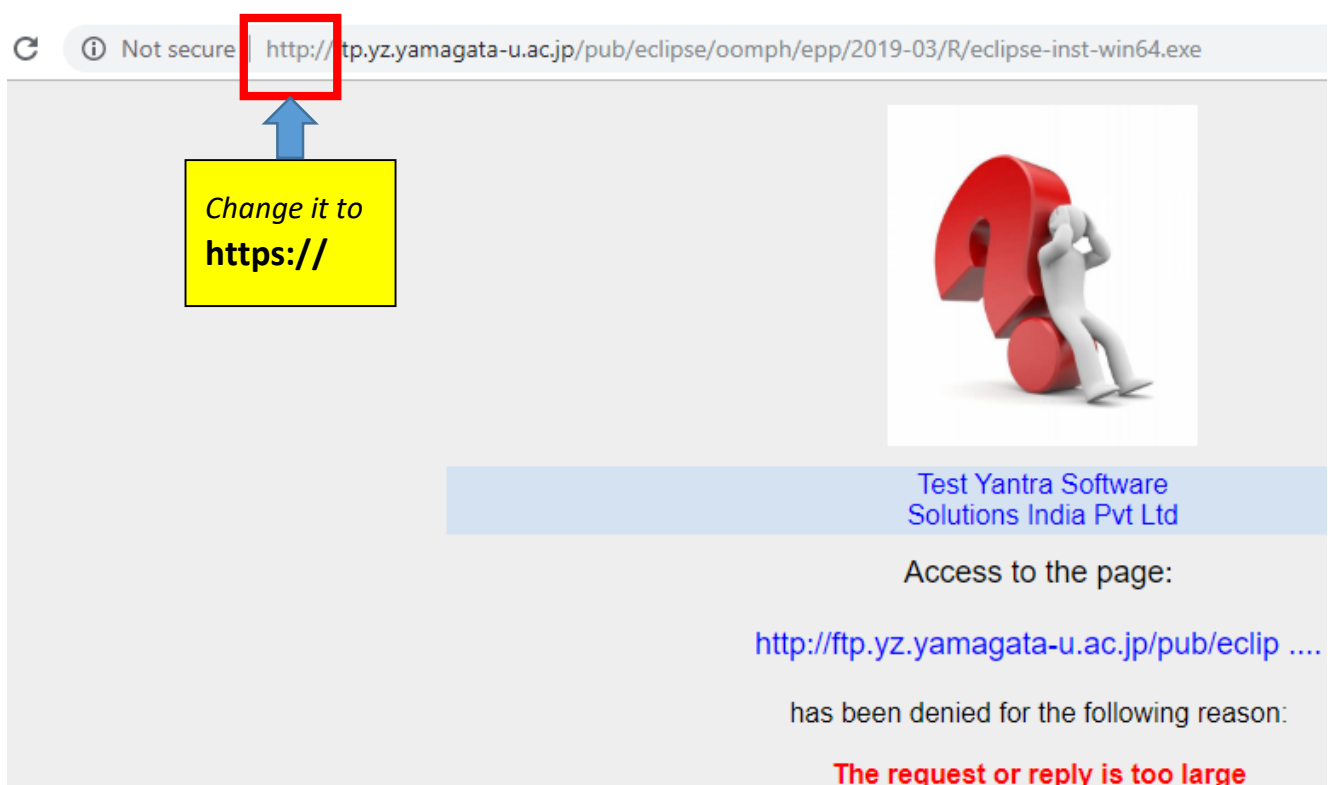 Not secure | http://ftp.yz.yamagata-u.ac.jp/pub/eclipse/oomph/epp/2019-03/R/eclipse-inst-win64.exe
Change it to
https://
Test Yantra Software
Solutions India Pvt Ltd
Access to the page:
http://ftp.yz.yamagata-u.ac.jp/pub/eclip ....
has been denied for the following reason:
The request or reply is too large